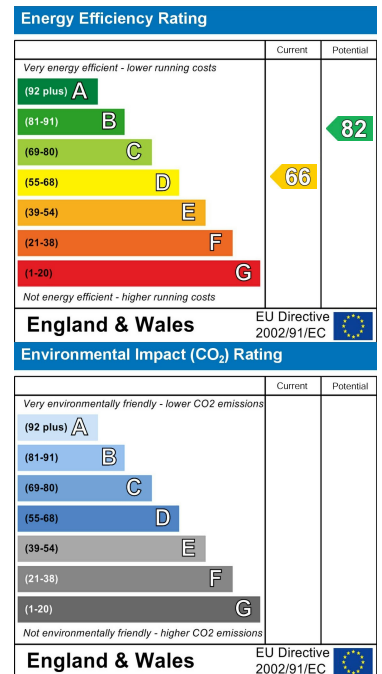 Energy Efficiency Rating
Current Potential
Very energy efficient - lower running costs
(92 plus) A
(81-91) B
82
(69-80) C
(55-68) D
66
(39-54) E
(21-38) F
(1-20) G
Not energy efficient - higher running costs
England & Wales
EU Directive
2002/91/EC
Environmental Impact (CO₂) Rating
Current Potential
Very environmentally friendly - lower CO2 emissions
(92 plus) A
(81-91) B
(69-80) C
(55-68) D
(39-54) E
(21-38) F
(1-20) G
Not environmentally friendly - higher CO2 emissions
England & Wales
EU Directive
2002/91/EC